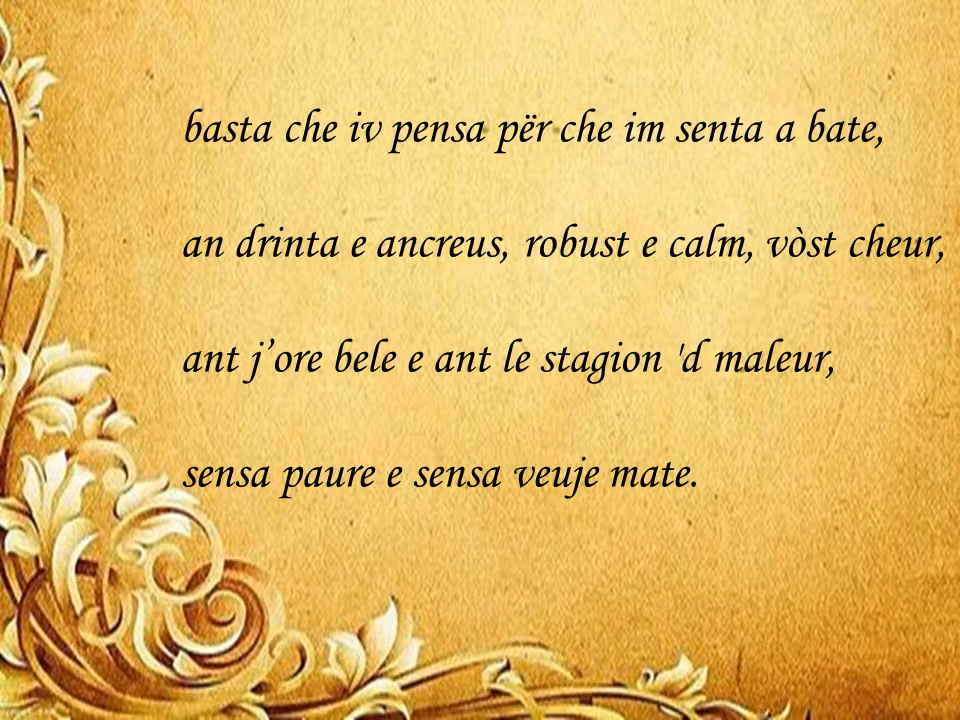 basta che iv pensa për che im senta a bate,
an drinta e ancreus, robust e calm, vòst cheur,
ant j’ore bele e ant le stagion 'd maleur,
sensa paure e sensa veuje mate.